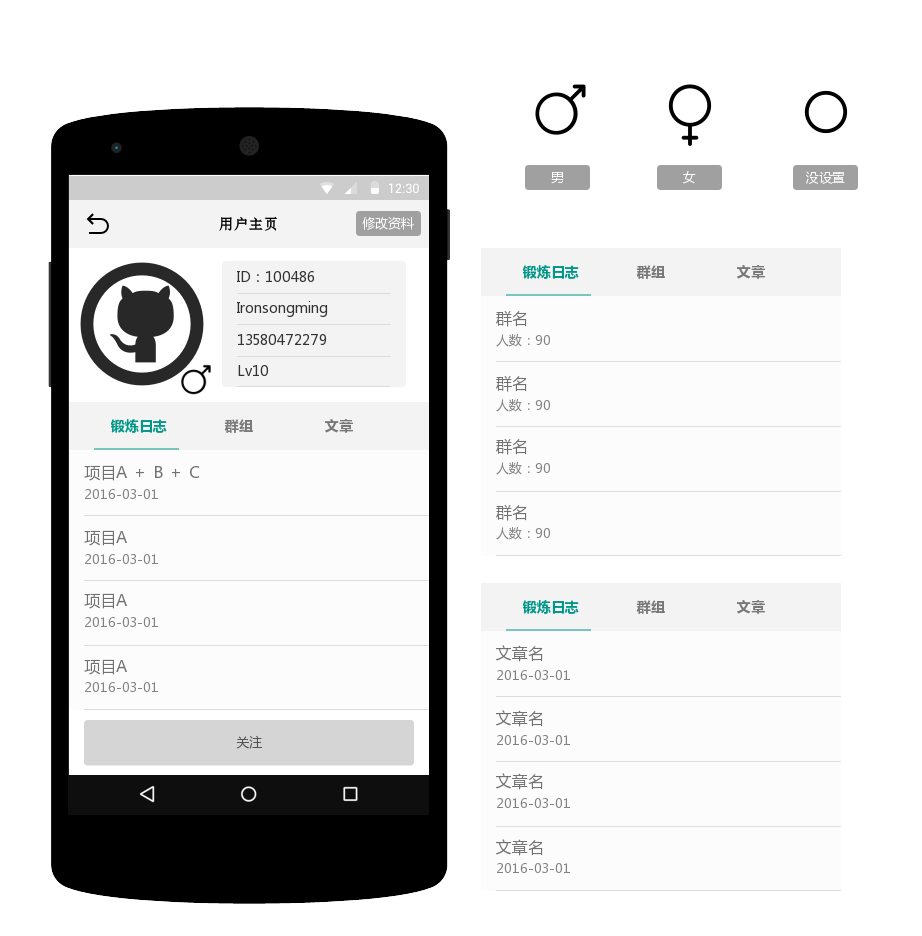 12:30
用户主页
修改资料
ID：100486
Ironsongming
13580472279
Lv10
锻炼日志 群组 文章
项目A + B + C
2016-03-01
项目A
2016-03-01
项目A
2016-03-01
项目A
2016-03-01
关注
男 女 没设置
锻炼日志 群组 文章
群名
人数：90
群名
人数：90
群名
人数：90
群名
人数：90
锻炼日志 群组 文章
文章名
2016-03-01
文章名
2016-03-01
文章名
2016-03-01
文章名
2016-03-01